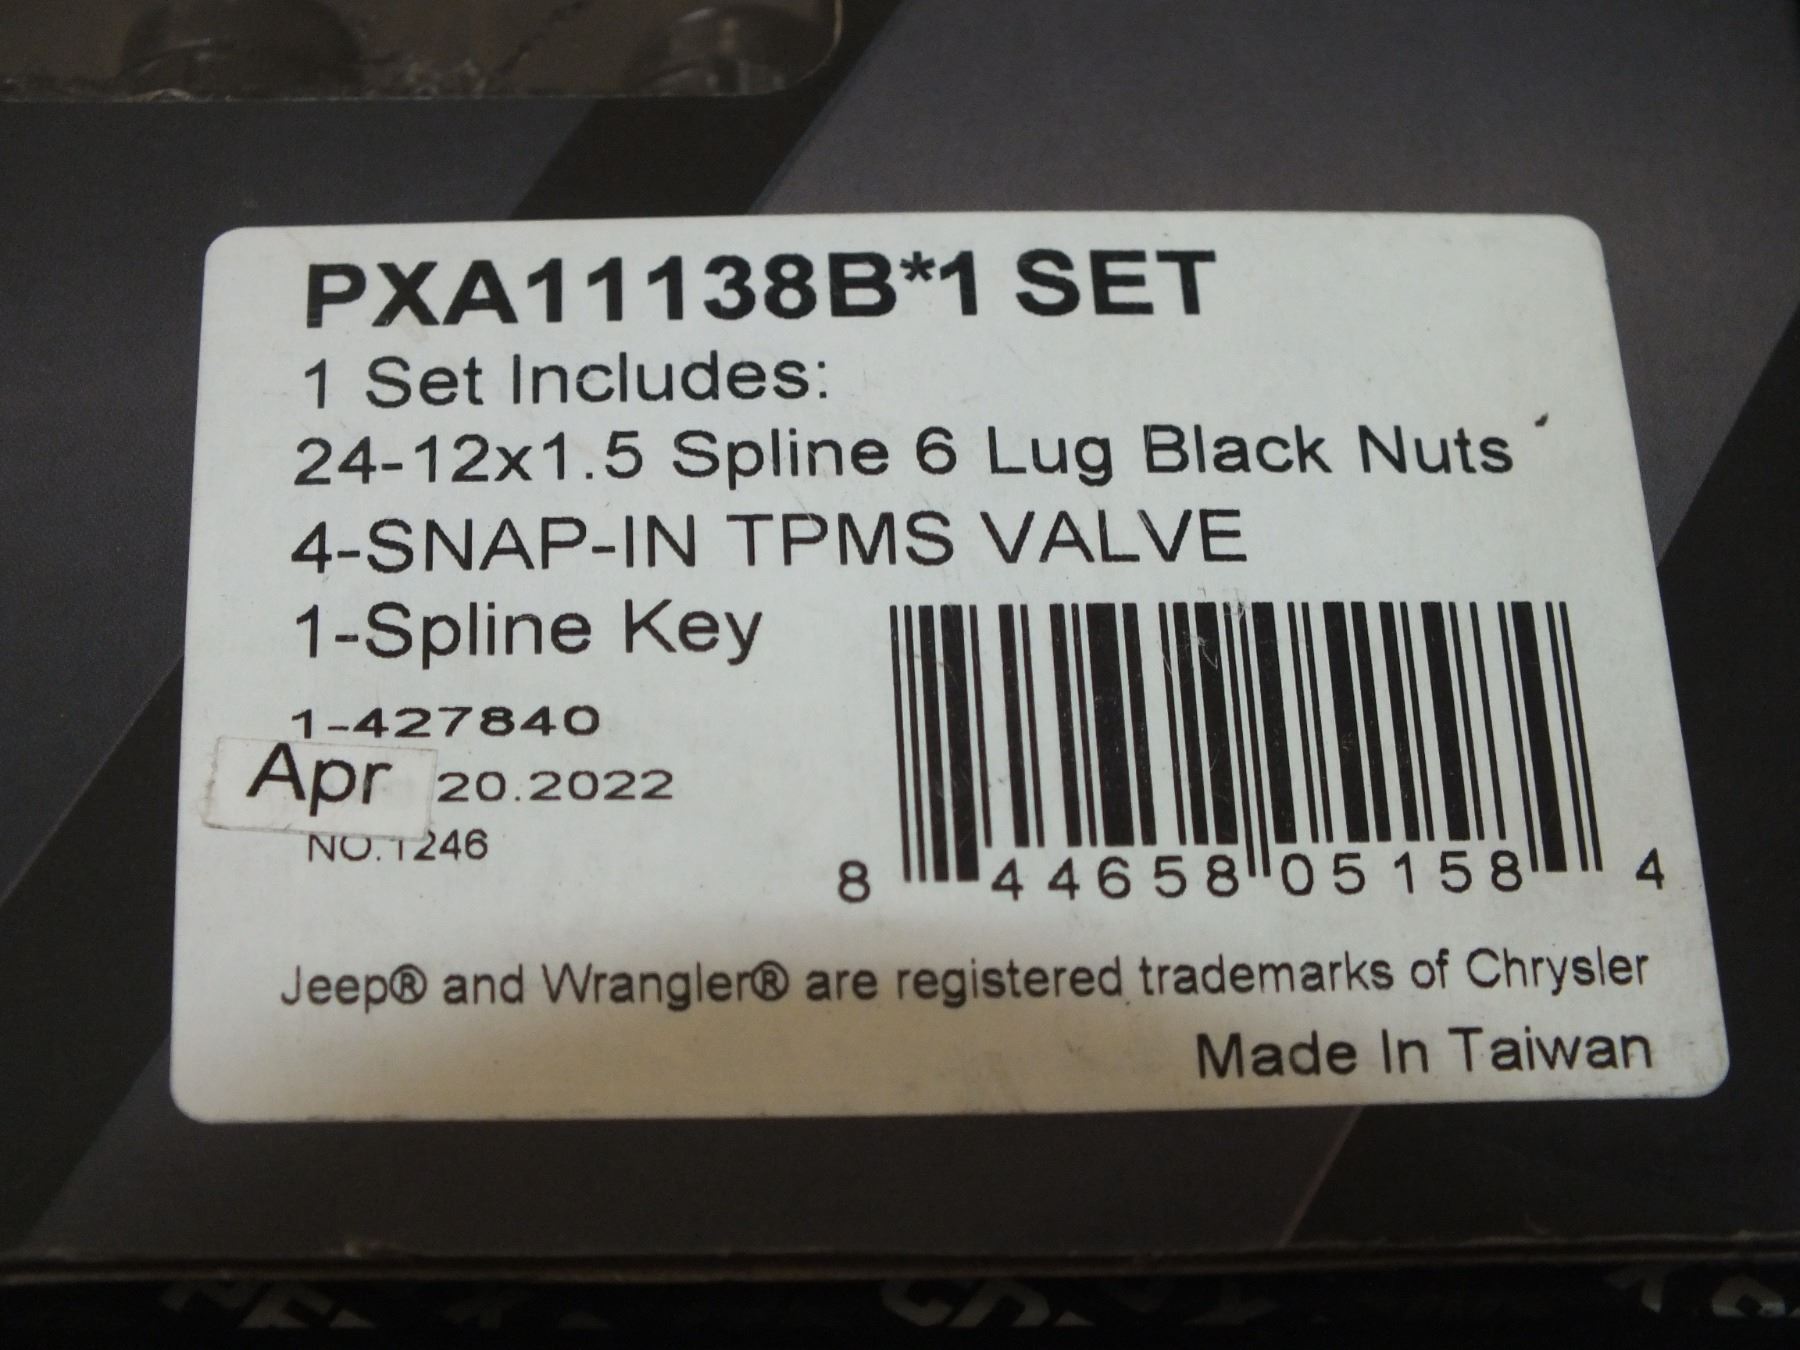 PXA11138B*1 SET
1 Set Includes:
24-12x1.5 Spline 6 Lug Black Nuts
4-SNAP-IN TPMS VALVE
1-Spline Key
1-427840
Apr 20.2022
NO.1246
8 44658 05158 4
Jeep® and Wrangler® are registered trademarks of Chrysler
Made In Taiwan